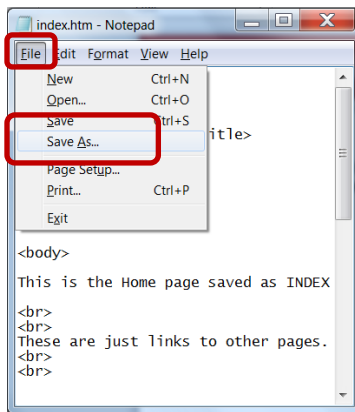 index.htm - Notepad
File Edit Format View Help
New Ctrl+N
Open... Ctrl+O
Save Ctrl+S
itle>
Save As...
Page Setup...
Print... Ctrl+P
Exit
<body>
This is the Home page saved as INDEX
<br>
<br>
These are just links to other pages.
<br>
<br>